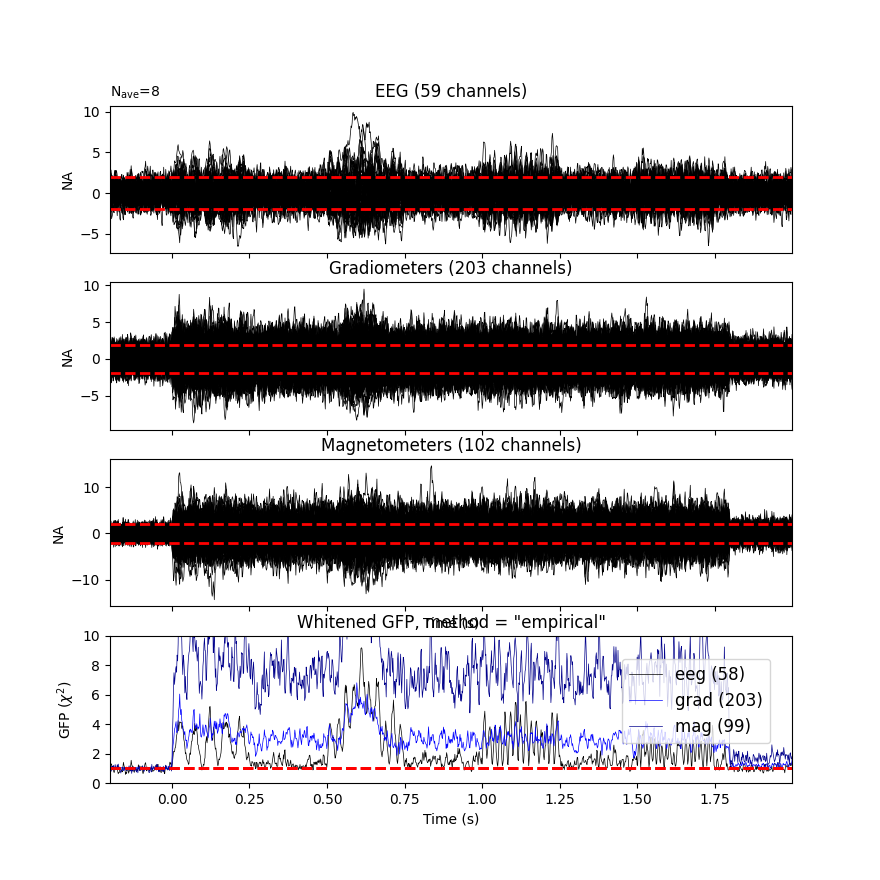 N_ave=8
EEG (59 channels)
10
5
0
−5
NA
Gradiometers (203 channels)
10
5
0
−5
NA
Magnetometers (102 channels)
10
0
−10
NA
Time (s)
Whitened GFP, method = "empirical"
10
8
6
4
2
0
GFP (χ²)
eeg (58)
grad (203)
mag (99)
0.00 0.25 0.50 0.75 1.00 1.25 1.50 1.75
Time (s)